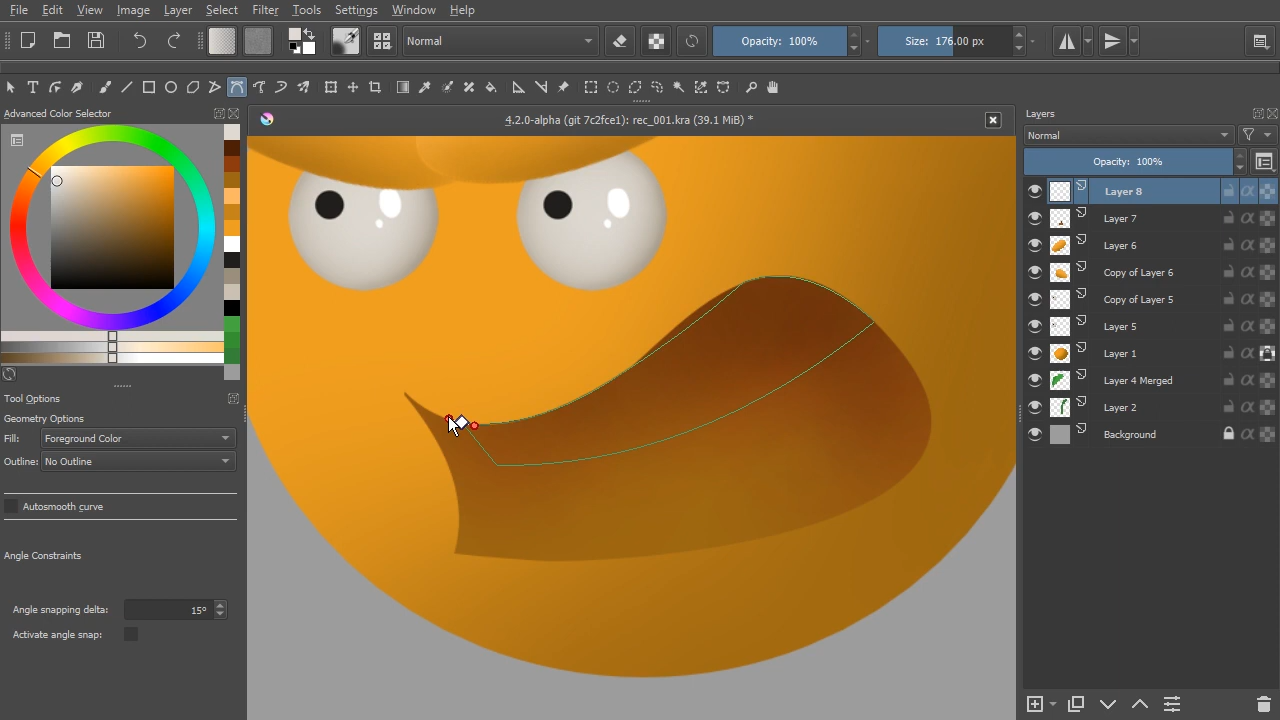 File Edit View Image Layer Select Filter Tools Settings Window Help
Normal
Opacity: 100%
Size: 176.00 px
Advanced Color Selector
4.2.0-alpha (git 7c2fce1): rec_001.kra (39.1 MiB) *
Layers
Normal
Opacity: 100%
Layer 8
Layer 7
Layer 6
Copy of Layer 6
Copy of Layer 5
Layer 5
Layer 1
Layer 4 Merged
Layer 2
Background
Tool Options
Geometry Options
Fill: Foreground Color
Outline: No Outline
Autosmooth curve
Angle Constraints
Angle snapping delta: 15°
Activate angle snap: